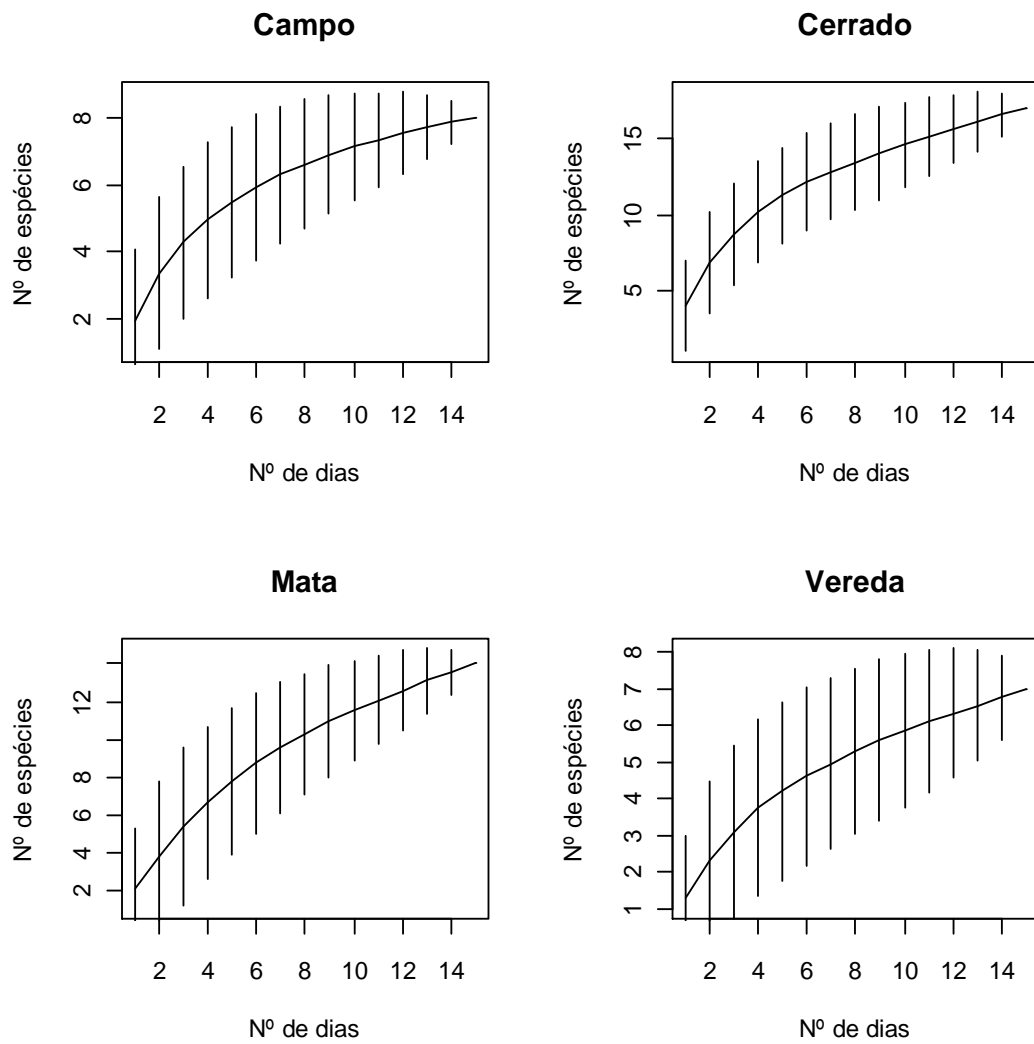 Campo
Cerrado
Nº de espécies
2 4 6 8
Nº de espécies
5 10 15
2 4 6 8 10 12 14
2 4 6 8 10 12 14
Nº de dias
Nº de dias
Mata
Vereda
Nº de espécies
2 4 6 8 12
Nº de espécies
1 2 3 4 5 6 7 8
2 4 6 8 10 12 14
2 4 6 8 10 12 14
Nº de dias
Nº de dias